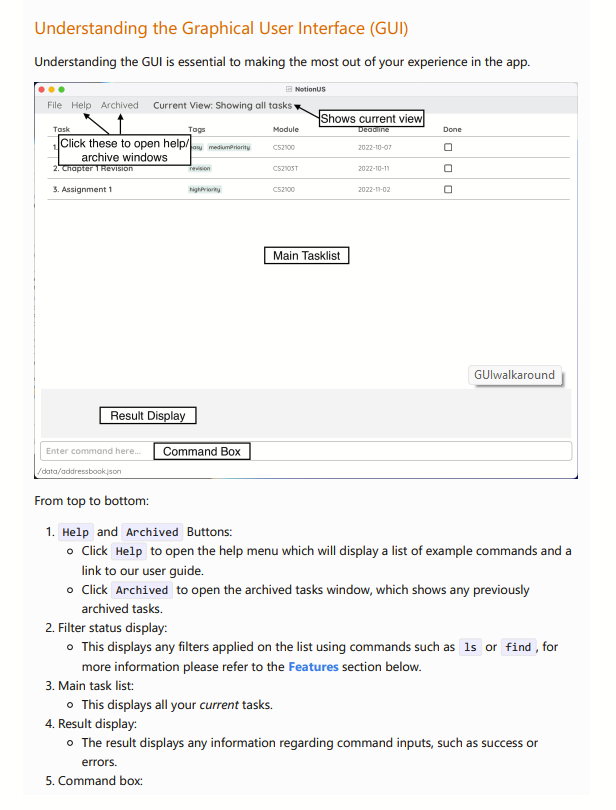 Understanding the Graphical User Interface (GUI)
Understanding the GUI is essential to making the most out of your experience in the app.
NotionUS
File Help Archived Current View: Showing all tasks
Shows current view
Task Tags Module Deadline Done
Click these to open help/
archive windows
1. easy mediumPriority CS2100 2022-10-07
2. Chapter 1 Revision revision CS2103T 2022-10-11
3. Assignment 1 highPriority CS2100 2022-11-02
Main Tasklist
GUIwalkaround
Result Display
Enter command here...
Command Box
/data/addressbook.json
From top to bottom:
1. Help and Archived Buttons:
Click Help to open the help menu which will display a list of example commands and a
link to our user guide.
Click Archived to open the archived tasks window, which shows any previously
archived tasks.
2. Filter status display:
This displays any filters applied on the list using commands such as ls or find, for
more information please refer to the Features section below.
3. Main task list:
This displays all your current tasks.
4. Result display:
The result displays any information regarding command inputs, such as success or
errors.
5. Command box: